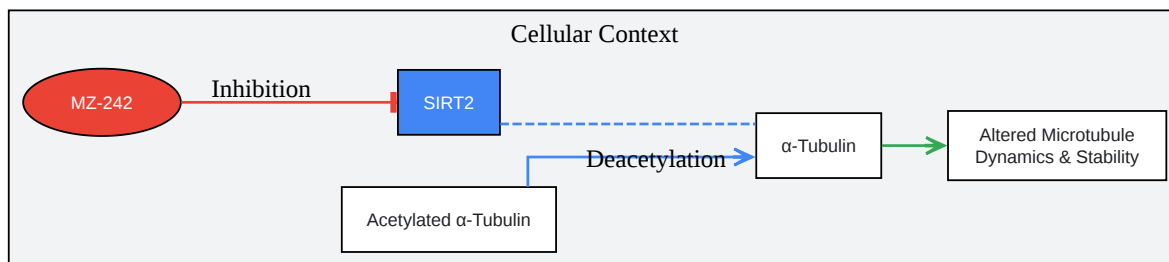 Cellular Context
MZ-242
Inhibition
SIRT2
Deacetylation
α-Tubulin
Altered Microtubule
Dynamics & Stability
Acetylated α-Tubulin